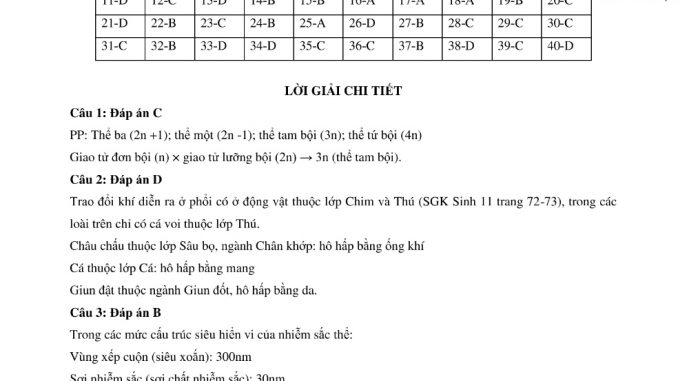 11-D 12-C 13-D 14-B 15-B 16-A 17-A 18-A 19-B 20-C
21-D 22-B 23-C 24-B 25-A 26-D 27-B 28-C 29-C 30-C
31-C 32-B 33-D 34-D 35-C 36-C 37-B 38-D 39-C 40-D
LỜI GIẢI CHI TIẾT
Câu 1: Đáp án C
PP: Thể ba (2n +1); thể một (2n -1); thể tam bội (3n); thể tứ bội (4n)
Giao tử đơn bội (n) × giao tử lưỡng bội (2n) → 3n (thể tam bội).
Câu 2: Đáp án D
Trao đổi khí diễn ra ở phổi có ở động vật thuộc lớp Chim và Thú (SGK Sinh 11 trang 72-73), trong các
loài trên chỉ có cá voi thuộc lớp Thú.
Châu chấu thuộc lớp Sâu bọ, ngành Chân khớp: hô hấp bằng ống khí
Cá thuộc lớp Cá: hô hấp bằng mang
Giun đật thuộc ngành Giun đốt, hô hấp bằng da.
Câu 3: Đáp án B
Trong các mức cấu trúc siêu hiển vi của nhiễm sắc thể:
Vùng xếp cuộn (siêu xoắn): 300nm
Sợi nhiễm sắc (sợi chất nhiễm sắc): 30nm